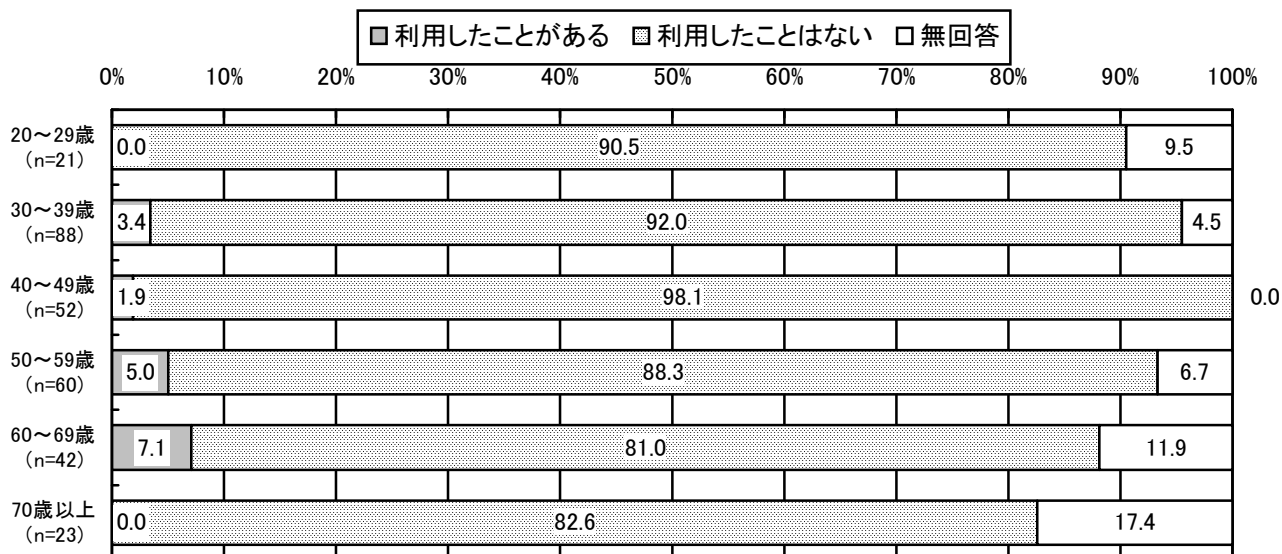 利用したことがある 利用したことはない 無回答
0% 10% 20% 30% 40% 50% 60% 70% 80% 90% 100%
20～29歳
(n=21)
0.0 90.5 9.5
30～39歳
(n=88)
3.4 92.0 4.5
40～49歳
(n=52)
1.9 98.1 0.0
50～59歳
(n=60)
5.0 88.3 6.7
60～69歳
(n=42)
7.1 81.0 11.9
70歳以上
(n=23)
0.0 82.6 17.4